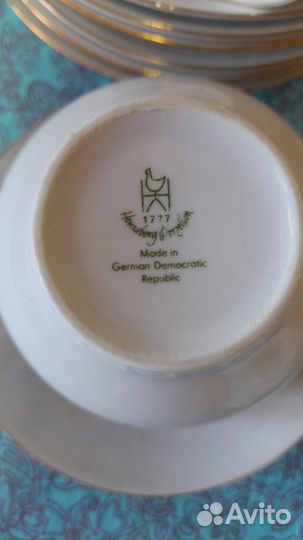 1777
Henneberg Porzellan
Made in
German Democratic
Republic
Avito